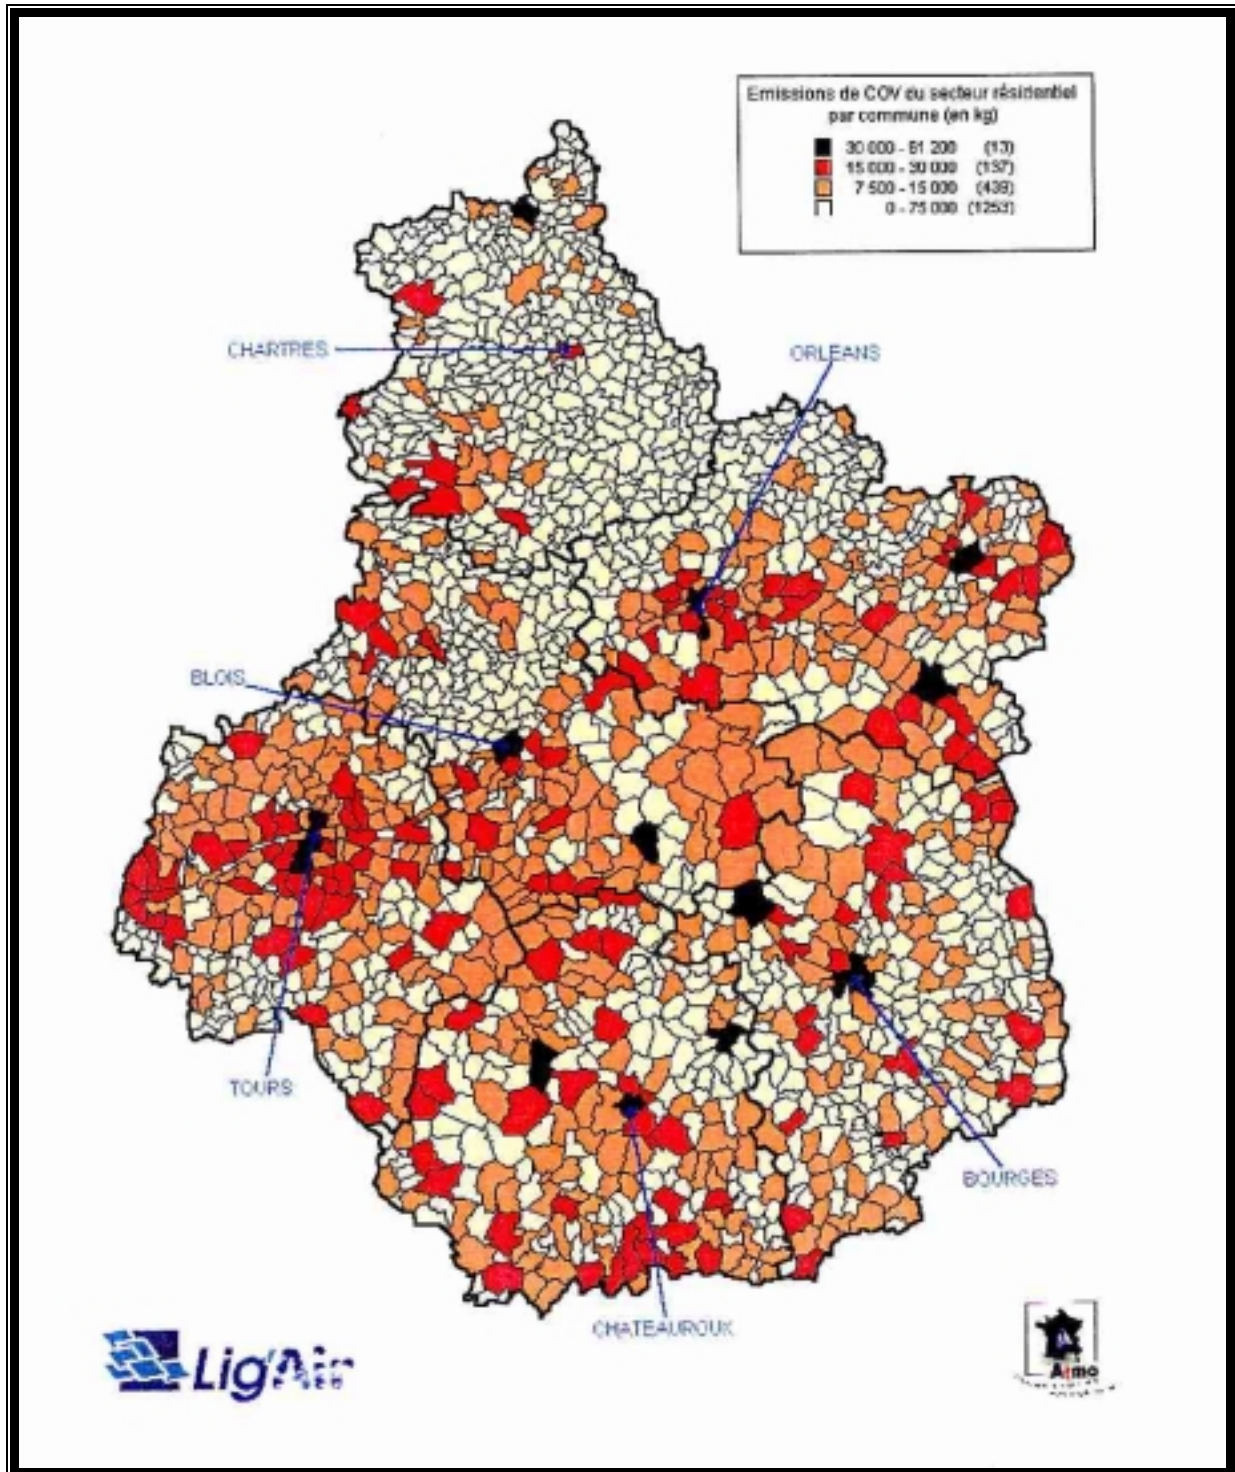 Emissions de COV du secteur résidentiel
par commune (en kg)
30 000 - 61 200 (13)
15 000 - 30 000 (137)
7 500 - 15 000 (439)
0 - 75 000 (1253)
CHARTRES
ORLEANS
BLOIS
TOURS
BOURGES
CHATEAUROUX
Lig'Air
Atmo